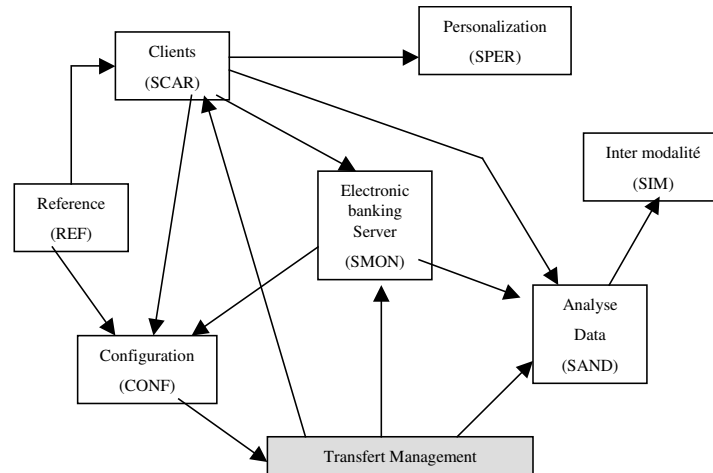 Personalization
(SPER)
Clients
(SCAR)
Inter modalité
(SIM)
Electronic
banking
Server
(SMON)
Reference
(REF)
Analyse
Data
(SAND)
Configuration
(CONF)
Transfert Management